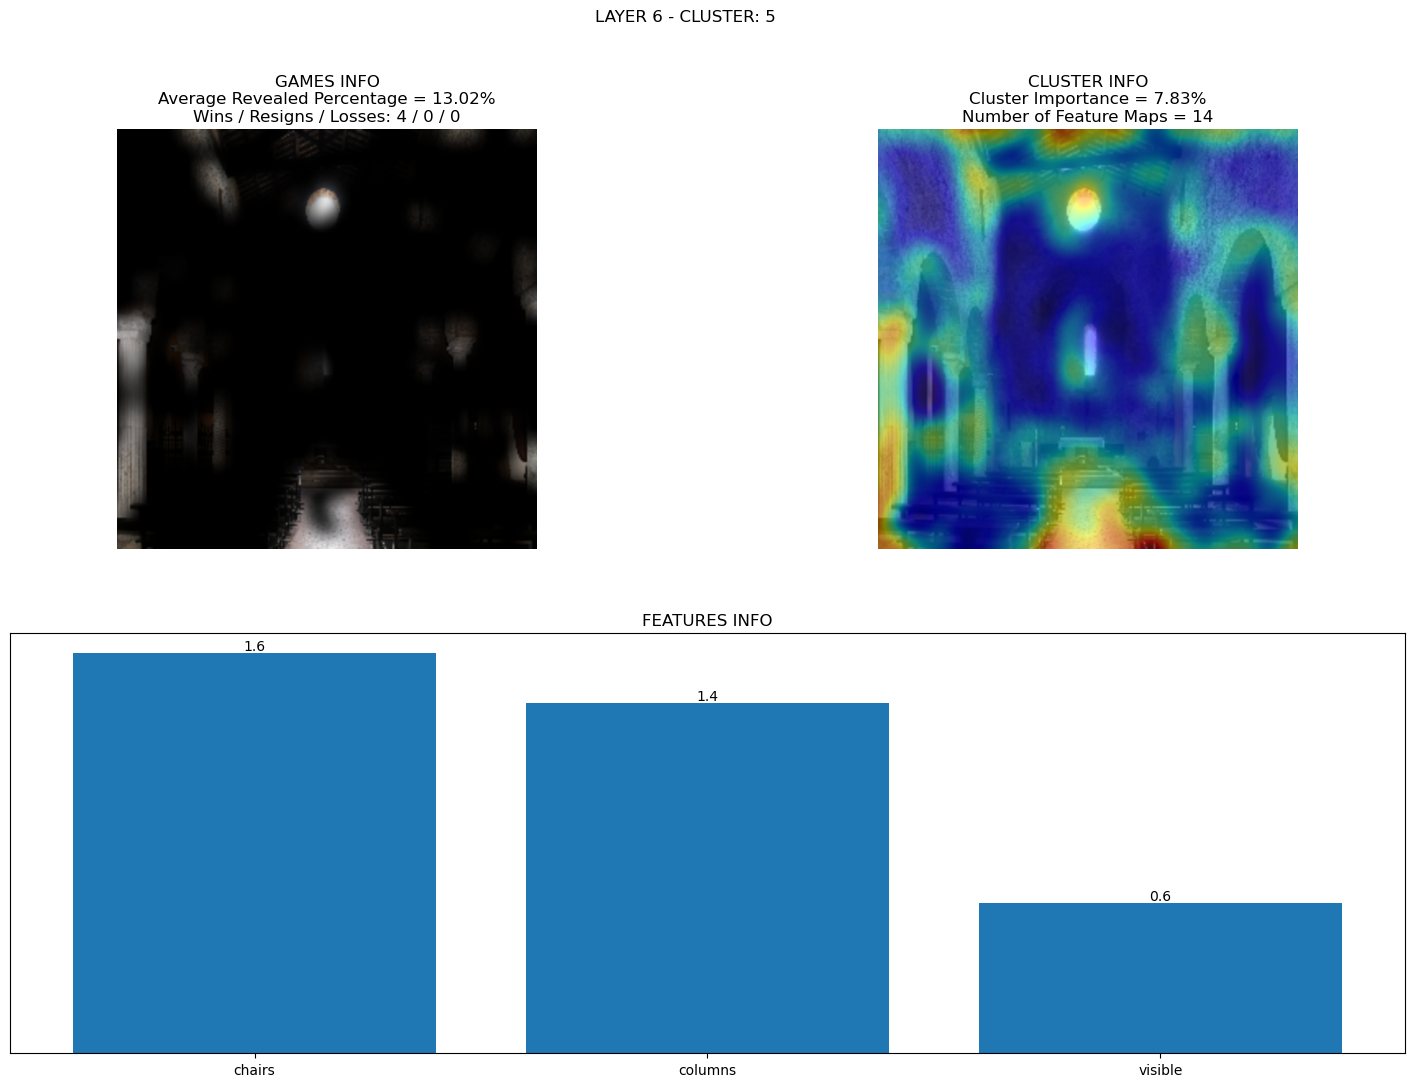 LAYER 6 - CLUSTER: 5
GAMES INFO
Average Revealed Percentage = 13.02%
Wins / Resigns / Losses: 4 / 0 / 0
CLUSTER INFO
Cluster Importance = 7.83%
Number of Feature Maps = 14
FEATURES INFO
1.6
1.4
0.6
chairs
columns
visible